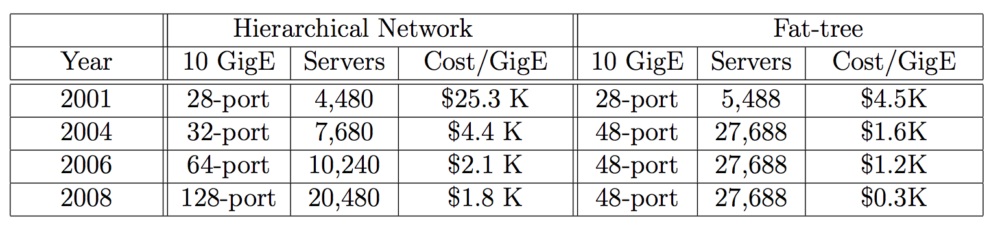 Hierarchical Network Fat-tree
Year 10 GigE Servers Cost/GigE 10 GigE Servers Cost/GigE
2001 28-port 4,480 $25.3 K 28-port 5,488 $4.5K
2004 32-port 7,680 $4.4 K 48-port 27,688 $1.6K
2006 64-port 10,240 $2.1 K 48-port 27,688 $1.2K
2008 128-port 20,480 $1.8 K 48-port 27,688 $0.3K